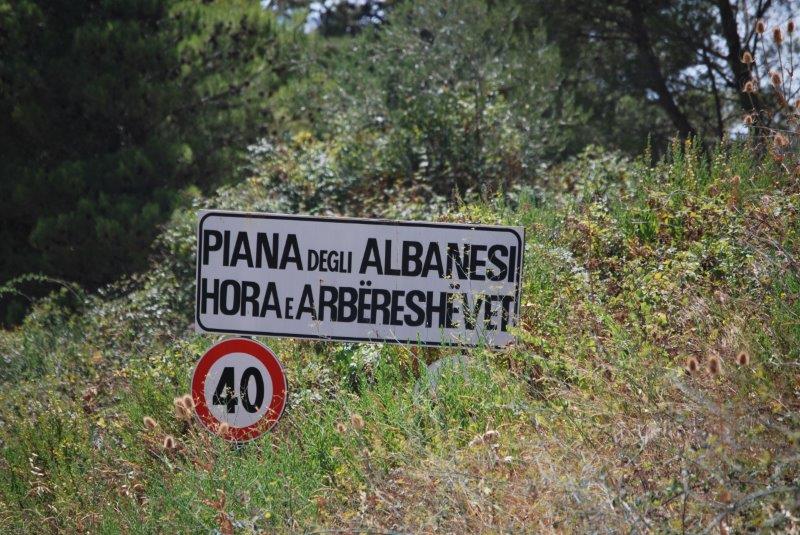 PIANA DEGLI ALBANESI
HORA E ARBËRESHËVET
40